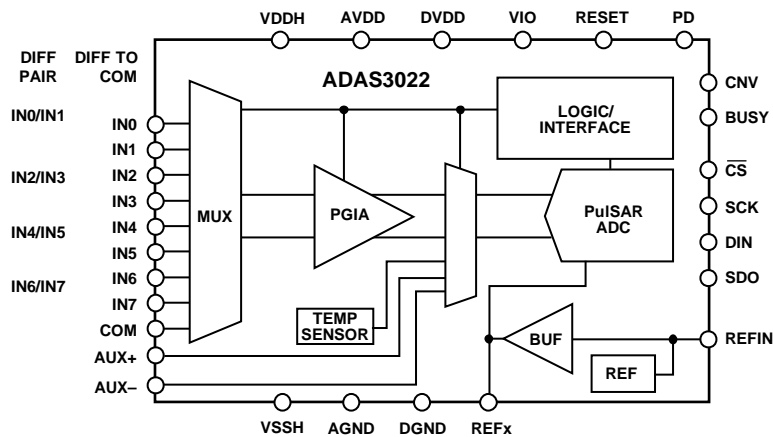 VDDH AVDD DVDD VIO RESET PD
DIFF PAIR
DIFF TO COM
ADAS3022
IN0/IN1
IN2/IN3
IN4/IN5
IN6/IN7
IN0
IN1
IN2
IN3
IN4
IN5
IN6
IN7
COM
AUX+
AUX–
MUX
PGIA
TEMP
SENSOR
LOGIC/
INTERFACE
PulSAR
ADC
BUF
REF
CNV
BUSY
CS
SCK
DIN
SDO
REFIN
VSSH AGND DGND REFx